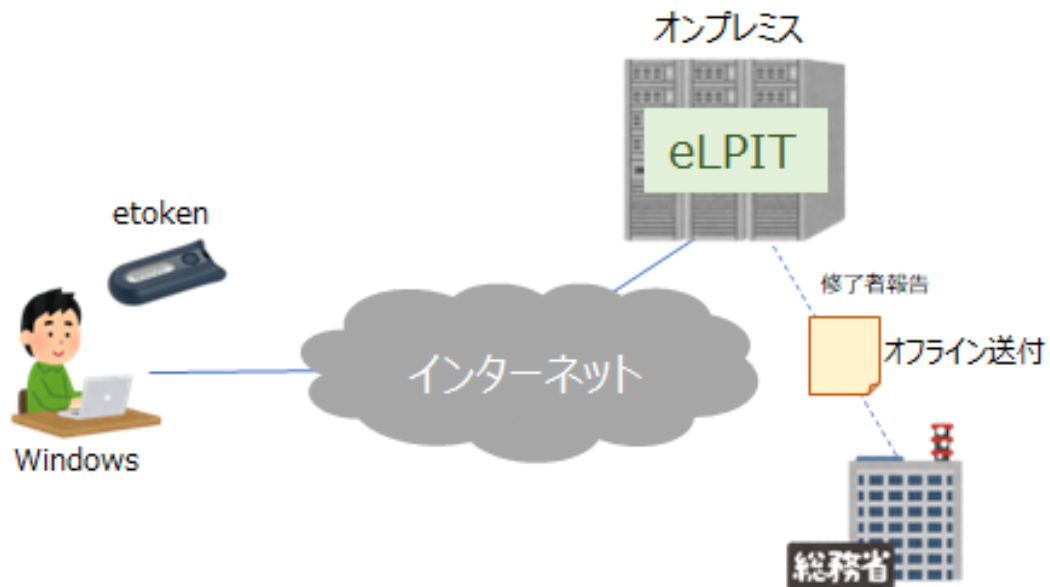 オンプレミス
eLPIT
etoken
修了者報告
オフライン送付
インターネット
Windows
総務省